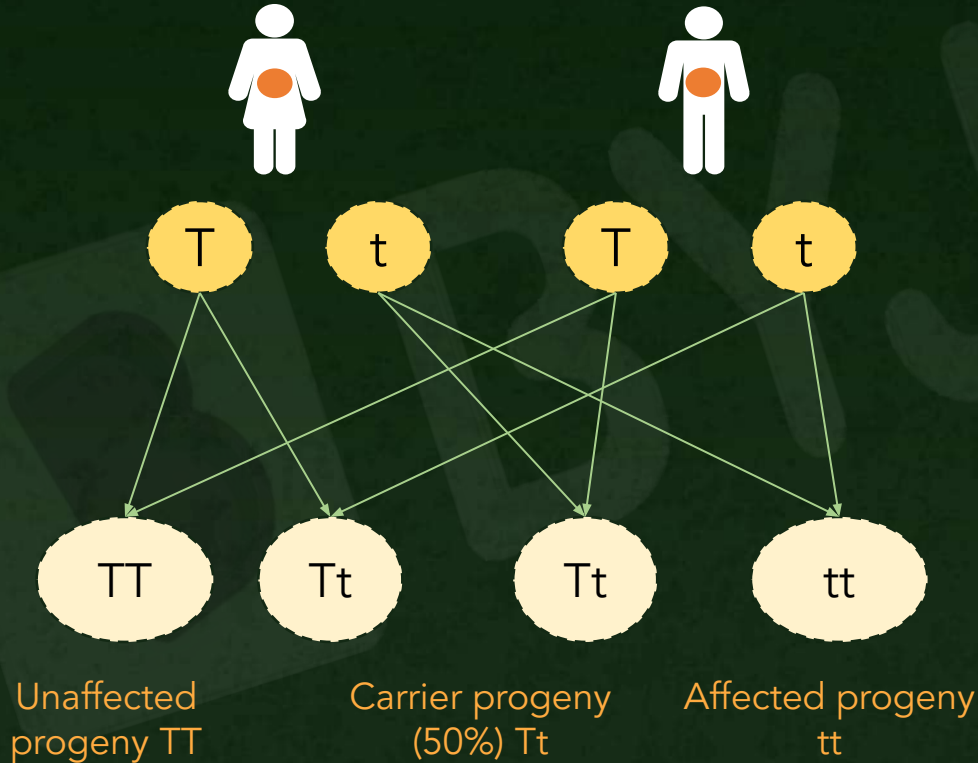 T t T t
TT Tt Tt tt
Unaffected
progeny TT
Carrier progeny
(50%) Tt
Affected progeny
tt